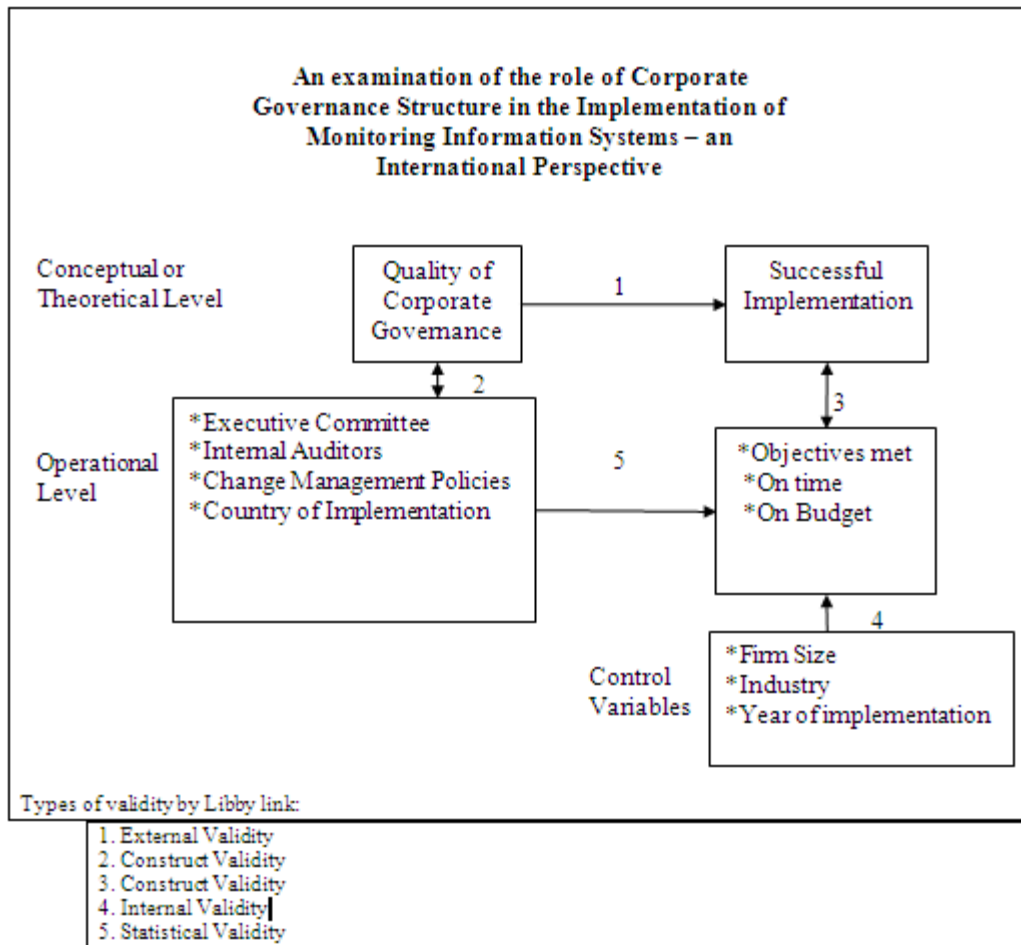 An examination of the role of Corporate
Governance Structure in the Implementation of
Monitoring Information Systems – an
International Perspective
Conceptual or
Theoretical Level
Quality of
Corporate
Governance
1
Successful
Implementation
2
3
Operational
Level
*Executive Committee
*Internal Auditors
*Change Management Policies
*Country of Implementation
5
*Objectives met
*On time
*On Budget
4
Control
Variables
*Firm Size
*Industry
*Year of implementation
Types of validity by Libby link:
1. External Validity
2. Construct Validity
3. Construct Validity
4. Internal Validity
5. Statistical Validity